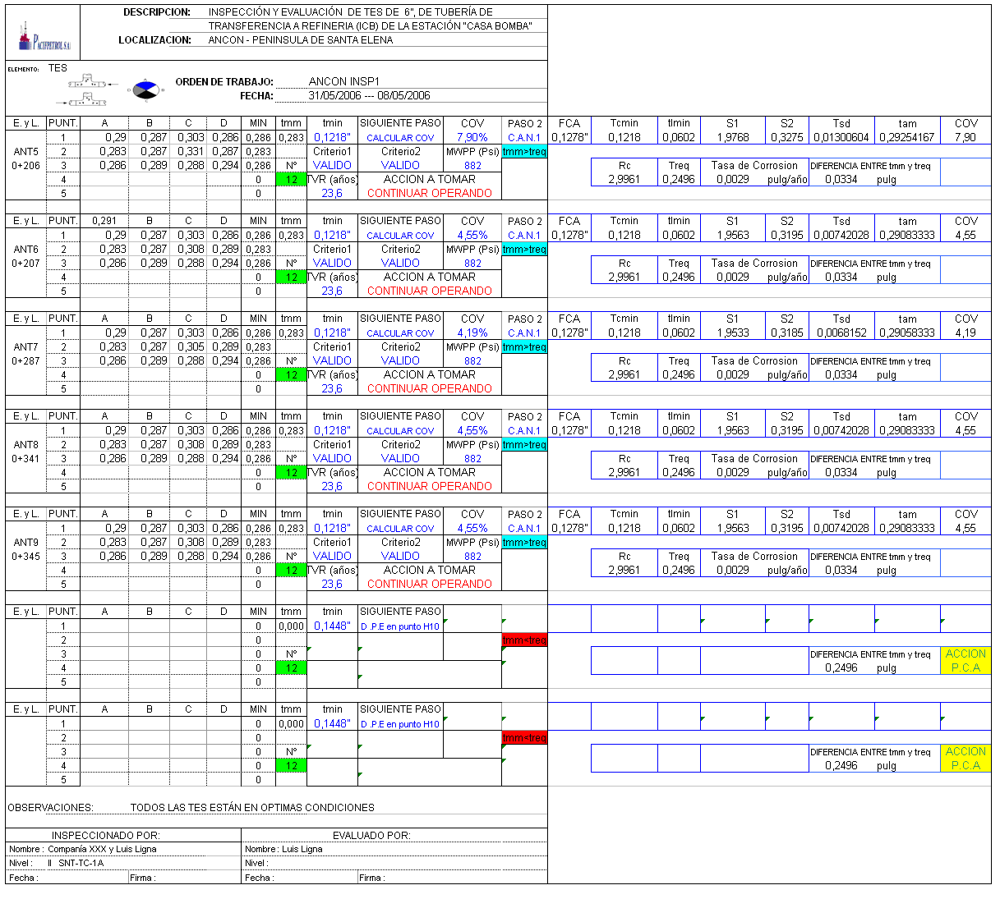 DESCRIPCION: INSPECCIÓN Y EVALUACIÓN DE TES DE 6", DE TUBERÍA DE
TRANSFERENCIA A REFINERIA (ICB) DE LA ESTACIÓN "CASA BOMBA"
PACIFPETROL S.A.
LOCALIZACION: ANCON - PENINSULA DE SANTA ELENA
ELEMENTO: TES
ORDEN DE TRABAJO: ANCON INSP1
FECHA: 31/05/2006 --- 08/05/2006
E. y L. PUNT. A B C D MIN tmm tmin SIGUIENTE PASO COV PASO 2 FCA Tcmin tlmin S1 S2 Tsd tam COV
1 0,29 0,287 0,303 0,286 0,286 0,283 0,1218" CALCULAR COV 7,90% C.A.N.1 0,1278" 0,1218 0,0602 1,9768 0,3275 0,01300604 0,29254167 7,90
ANT5 2 0,283 0,287 0,331 0,287 0,283 Criterio1 Criterio2 MWPP (Psi) tmm>treq
0+206 3 0,286 0,289 0,288 0,294 0,286 Nº VALIDO VALIDO 882 Rc Treq Tasa de Corrosion DIFERENCIA ENTRE tmm y treq
4 0 12 TVR (años) ACCION A TOMAR 2,9961 0,2496 0,0029 pulg/año 0,0334 pulg
5 0 23,6 CONTINUAR OPERANDO
E. y L. PUNT. 0,291 B C D MIN tmm tmin SIGUIENTE PASO COV PASO 2 FCA Tcmin tlmin S1 S2 Tsd tam COV
1 0,29 0,287 0,303 0,286 0,286 0,283 0,1218" CALCULAR COV 4,55% C.A.N.1 0,1278" 0,1218 0,0602 1,9563 0,3195 0,00742028 0,29083333 4,55
ANT6 2 0,283 0,287 0,308 0,289 0,283 Criterio1 Criterio2 MWPP (Psi) tmm>treq
0+207 3 0,286 0,289 0,288 0,294 0,286 Nº VALIDO VALIDO 882 Rc Treq Tasa de Corrosion DIFERENCIA ENTRE tmm y treq
4 0 12 TVR (años) ACCION A TOMAR 2,9961 0,2496 0,0029 pulg/año 0,0334 pulg
5 0 23,6 CONTINUAR OPERANDO
E. y L. PUNT. A B C D MIN tmm tmin SIGUIENTE PASO COV PASO 2 FCA Tcmin tlmin S1 S2 Tsd tam COV
1 0,29 0,287 0,303 0,286 0,286 0,283 0,1218" CALCULAR COV 4,19% C.A.N.1 0,1278" 0,1218 0,0602 1,9533 0,3185 0,0068152 0,29058333 4,19
ANT7 2 0,283 0,287 0,305 0,289 0,283 Criterio1 Criterio2 MWPP (Psi) tmm>treq
0+287 3 0,286 0,289 0,288 0,294 0,286 Nº VALIDO VALIDO 882 Rc Treq Tasa de Corrosion DIFERENCIA ENTRE tmm y treq
4 0 12 TVR (años) ACCION A TOMAR 2,9961 0,2496 0,0029 pulg/año 0,0334 pulg
5 0 23,6 CONTINUAR OPERANDO
E. y L. PUNT. A B C D MIN tmm tmin SIGUIENTE PASO COV PASO 2 FCA Tcmin tlmin S1 S2 Tsd tam COV
1 0,29 0,287 0,303 0,286 0,286 0,283 0,1218" CALCULAR COV 4,55% C.A.N.1 0,1278" 0,1218 0,0602 1,9563 0,3195 0,00742028 0,29083333 4,55
ANT8 2 0,283 0,287 0,308 0,289 0,283 Criterio1 Criterio2 MWPP (Psi) tmm>treq
0+341 3 0,286 0,289 0,288 0,294 0,286 Nº VALIDO VALIDO 882 Rc Treq Tasa de Corrosion DIFERENCIA ENTRE tmm y treq
4 0 12 TVR (años) ACCION A TOMAR 2,9961 0,2496 0,0029 pulg/año 0,0334 pulg
5 0 23,6 CONTINUAR OPERANDO
E. y L. PUNT. A B C D MIN tmm tmin SIGUIENTE PASO COV PASO 2 FCA Tcmin tlmin S1 S2 Tsd tam COV
1 0,29 0,287 0,303 0,286 0,286 0,283 0,1218" CALCULAR COV 4,55% C.A.N.1 0,1278" 0,1218 0,0602 1,9563 0,3195 0,00742028 0,29083333 4,55
ANT9 2 0,283 0,287 0,308 0,289 0,283 Criterio1 Criterio2 MWPP (Psi) tmm>treq
0+345 3 0,286 0,289 0,288 0,294 0,286 Nº VALIDO VALIDO 882 Rc Treq Tasa de Corrosion DIFERENCIA ENTRE tmm y treq
4 0 12 TVR (años) ACCION A TOMAR 2,9961 0,2496 0,0029 pulg/año 0,0334 pulg
5 0 23,6 CONTINUAR OPERANDO
E. y L. PUNT. A B C D MIN tmm tmin SIGUIENTE PASO
1 0 0,000 0,1448" D .P.E en punto H10
2 0 tmm<treq
3 0 Nº DIFERENCIA ENTRE tmm y treq ACCION
4 0 12 0,2496 pulg P.C.A
5 0
E. y L. PUNT. A B C D MIN tmm tmin SIGUIENTE PASO
1 0 0,000 0,1448" D .P.E en punto H10
2 0 tmm<treq
3 0 Nº DIFERENCIA ENTRE tmm y treq ACCION
4 0 12 0,2496 pulg P.C.A
5 0
OBSERVACIONES: TODOS LAS TES ESTÁN EN OPTIMAS CONDICIONES
INSPECCIONADO POR: EVALUADO POR:
Nombre : Companía XXX y Luis Ligna Nombre : Luis Ligna
Nivel : II SNT-TC-1A Nivel :
Fecha : Firma : Fecha : Firma :